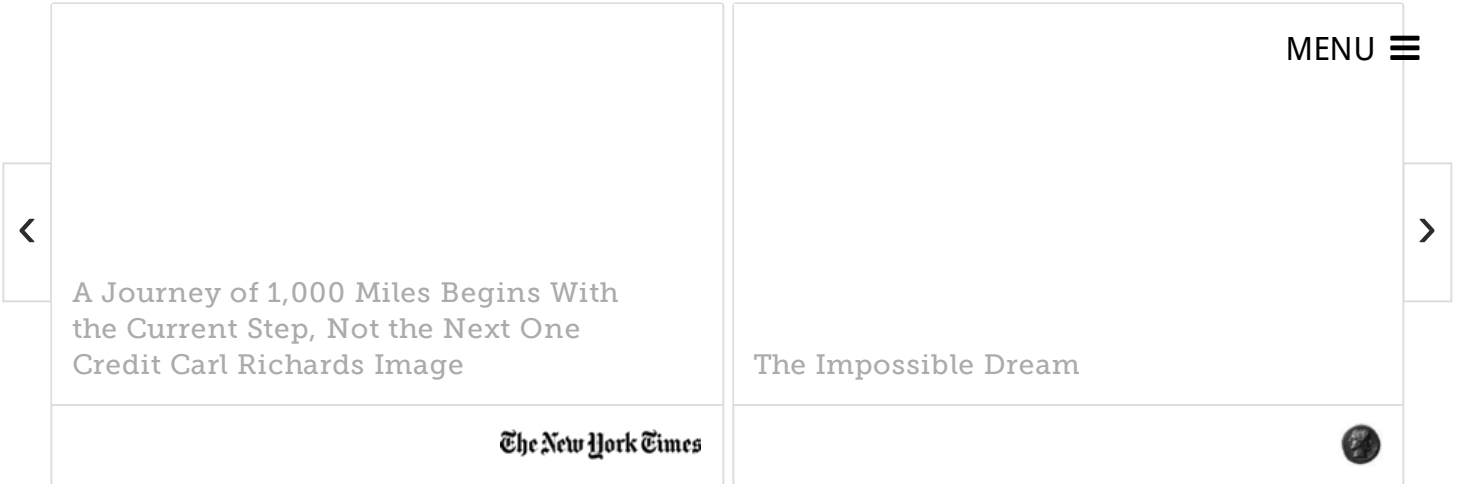 MENU
‹
›
A Journey of 1,000 Miles Begins With
the Current Step, Not the Next One
Credit Carl Richards Image
The Impossible Dream
The New York Times